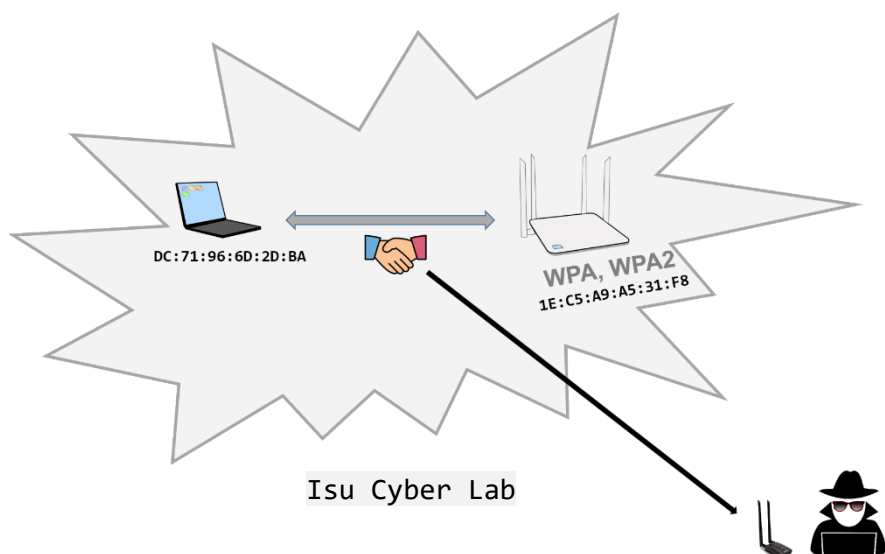 DC:71:96:6D:2D:BA
WPA, WPA2
1E:C5:A9:A5:31:F8
Isu Cyber Lab